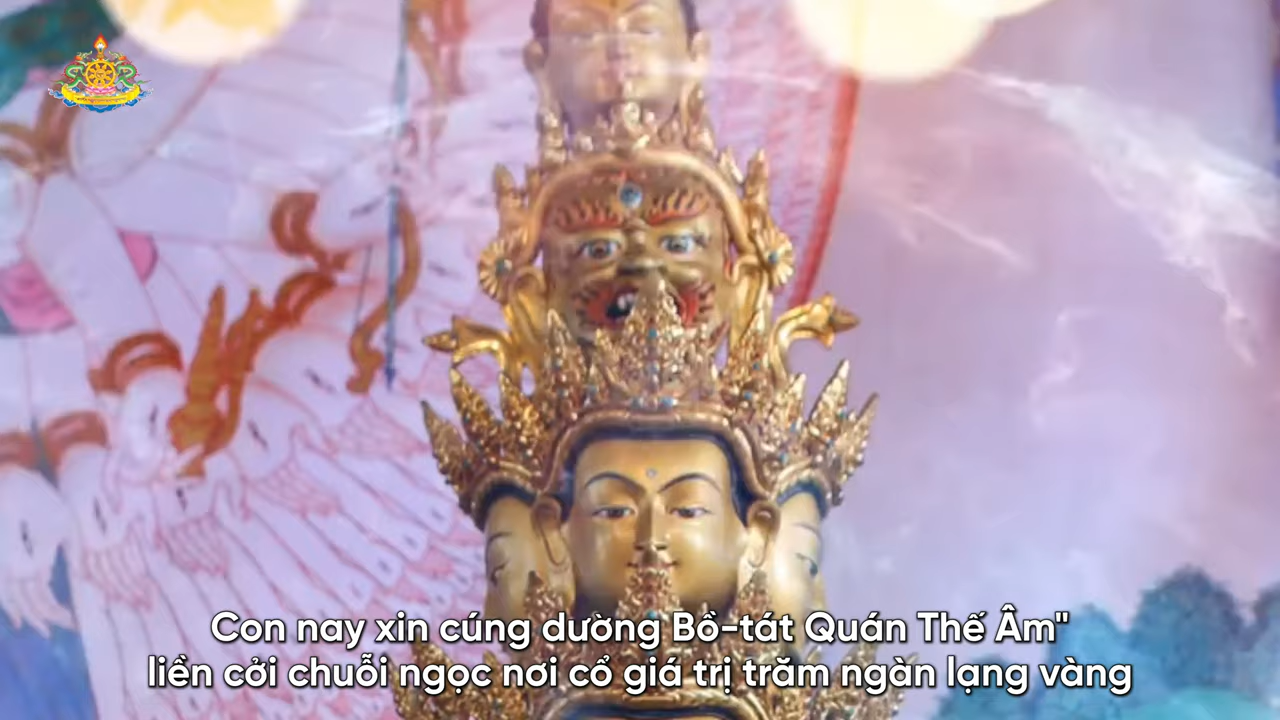 Con nay xin cúng dường Bồ-tát Quán Thế Âm"
liền cởi chuỗi ngọc nơi cổ giá trị trăm ngàn lạng vàng